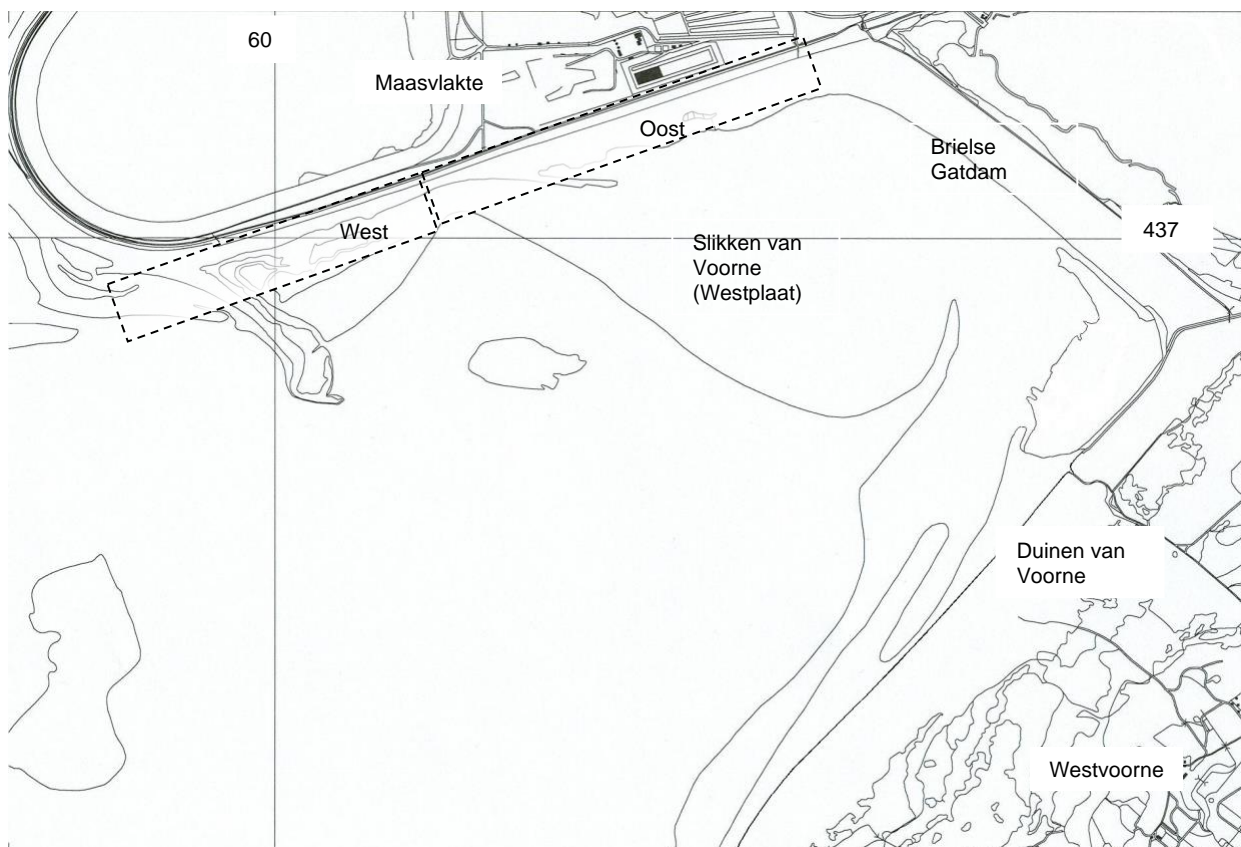 60
Maasvlakte
Oost
Brielse
Gatdam
437
West
Slikken van
Voorne
(Westplaat)
Duinen van
Voorne
Westvoorne